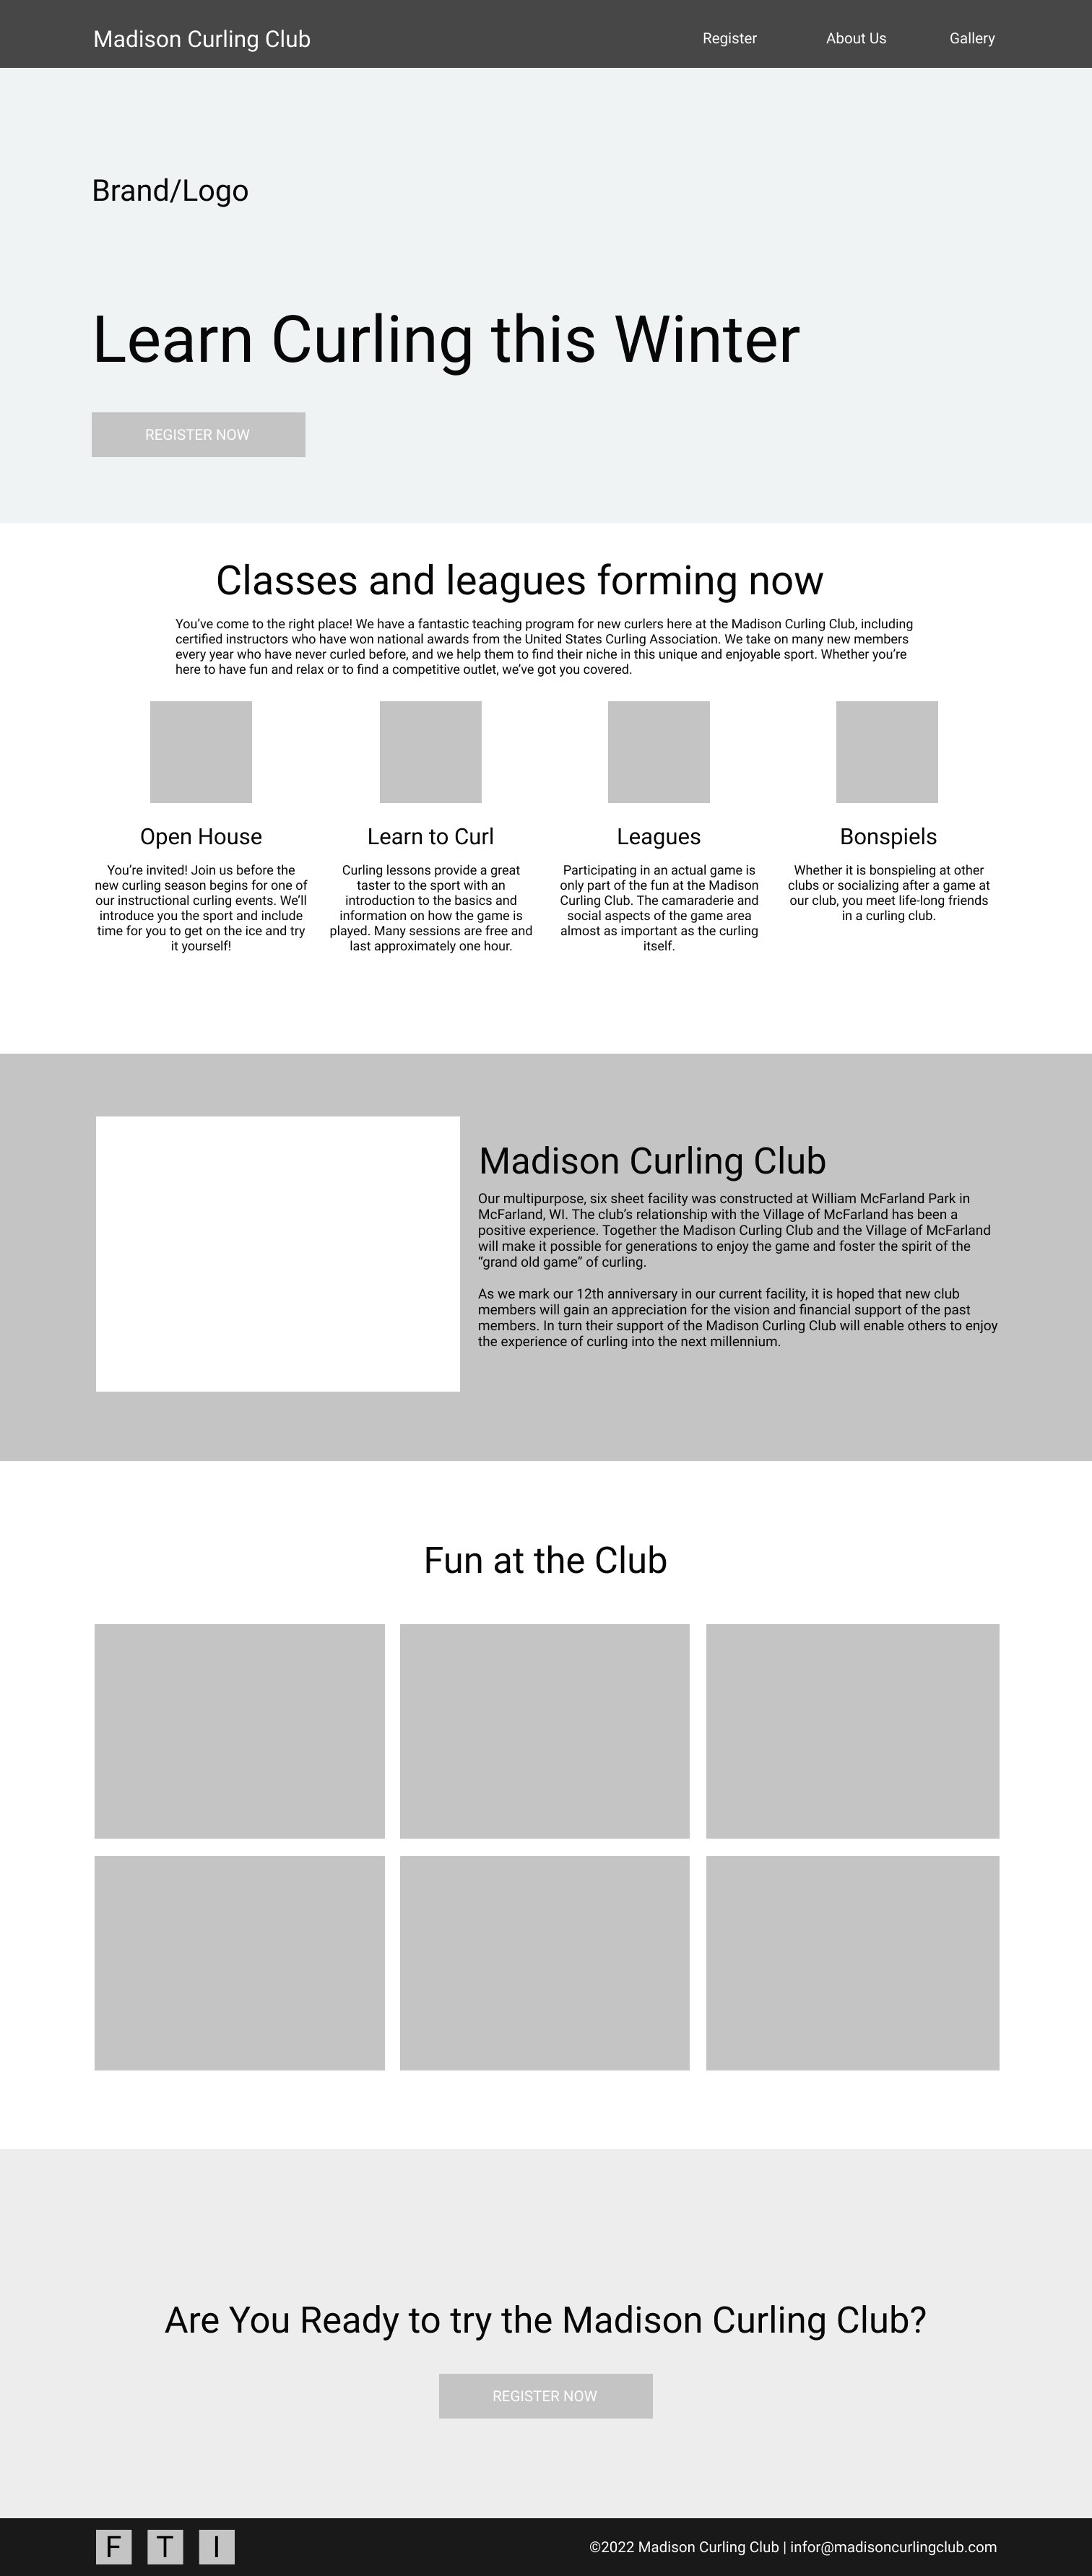 Madison Curling Club
Register
About Us
Gallery
Brand/Logo
Learn Curling this Winter
REGISTER NOW
Classes and leagues forming now
You’ve come to the right place! We have a fantastic teaching program for new curlers here at the Madison Curling Club, including
certified instructors who have won national awards from the United States Curling Association. We take on many new members
every year who have never curled before, and we help them to find their niche in this unique and enjoyable sport. Whether you’re
here to have fun and relax or to find a competitive outlet, we’ve got you covered.
Open House
You’re invited! Join us before the
new curling season begins for one of
our instructional curling events. We’ll
introduce you the sport and include
time for you to get on the ice and try
it yourself!
Learn to Curl
Curling lessons provide a great
taster to the sport with an
introduction to the basics and
information on how the game is
played. Many sessions are free and
last approximately one hour.
Leagues
Participating in an actual game is
only part of the fun at the Madison
Curling Club. The camaraderie and
social aspects of the game area
almost as important as the curling
itself.
Bonspiels
Whether it is bonspieling at other
clubs or socializing after a game at
our club, you meet life-long friends
in a curling club.
Madison Curling Club
Our multipurpose, six sheet facility was constructed at William McFarland Park in
McFarland, WI. The club’s relationship with the Village of McFarland has been a
positive experience. Together the Madison Curling Club and the Village of McFarland
will make it possible for generations to enjoy the game and foster the spirit of the
“grand old game” of curling.
As we mark our 12th anniversary in our current facility, it is hoped that new club
members will gain an appreciation for the vision and financial support of the past
members. In turn their support of the Madison Curling Club will enable others to enjoy
the experience of curling into the next millennium.
Fun at the Club
Are You Ready to try the Madison Curling Club?
REGISTER NOW
F T I
©2022 Madison Curling Club | infor@madisoncurlingclub.com